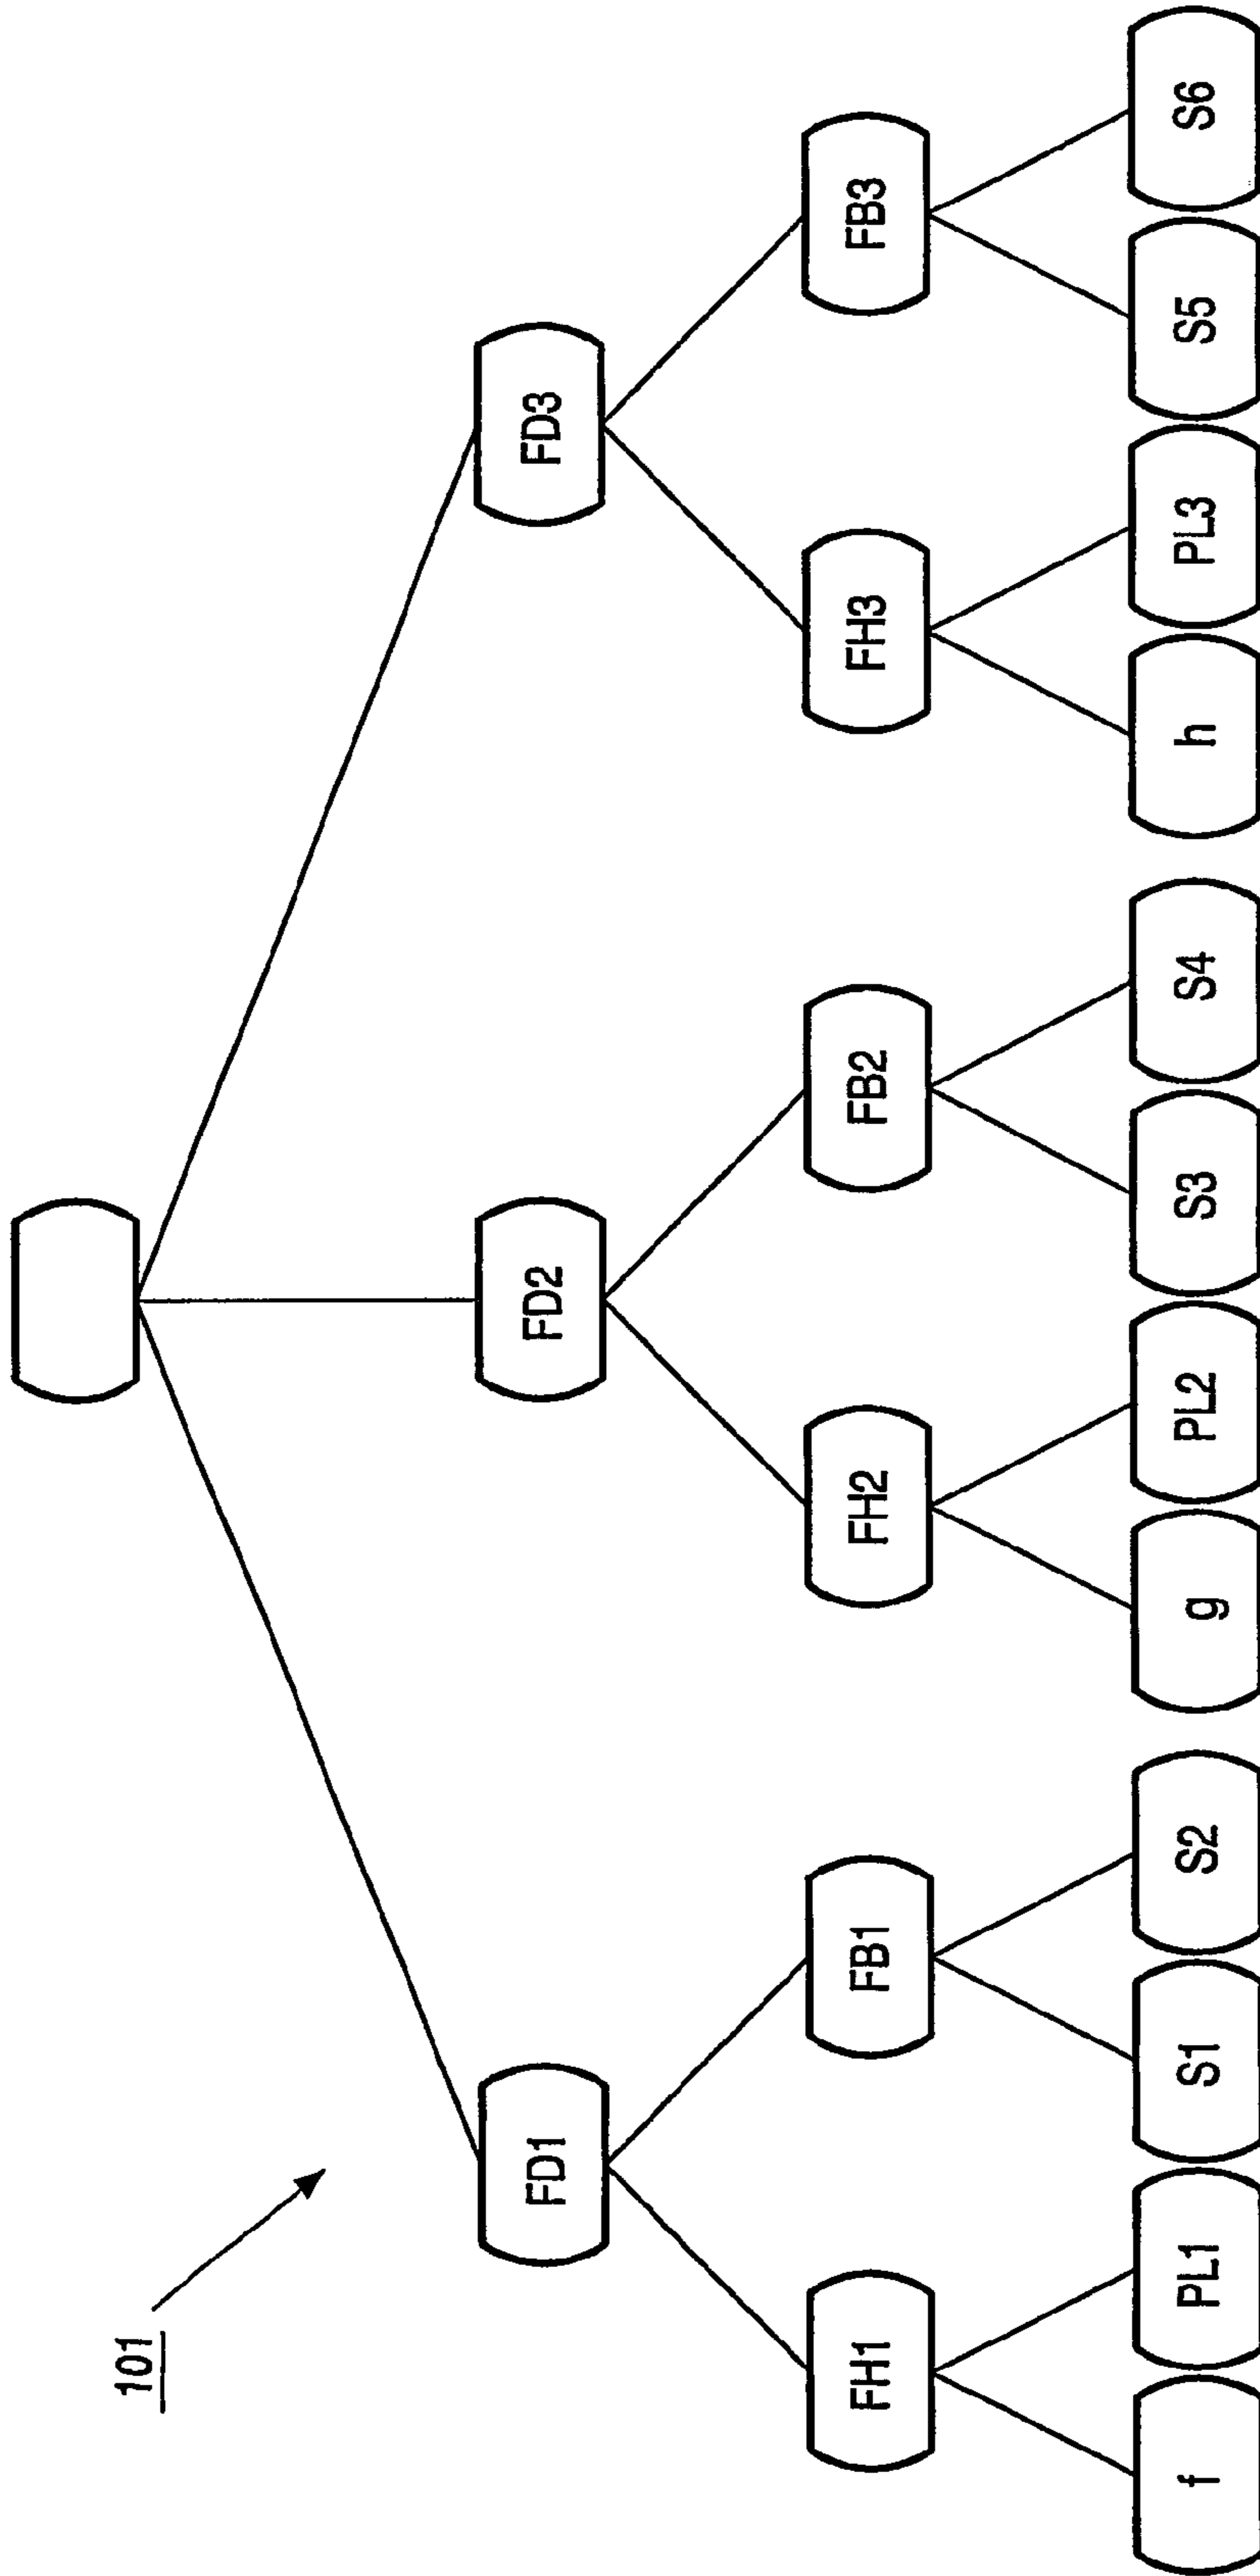 101
FD1
FD2
FD3
FH1
FB1
FH2
FB2
FH3
FB3
f
PL1
S1
S2
g
PL2
S3
S4
h
PL3
S5
S6